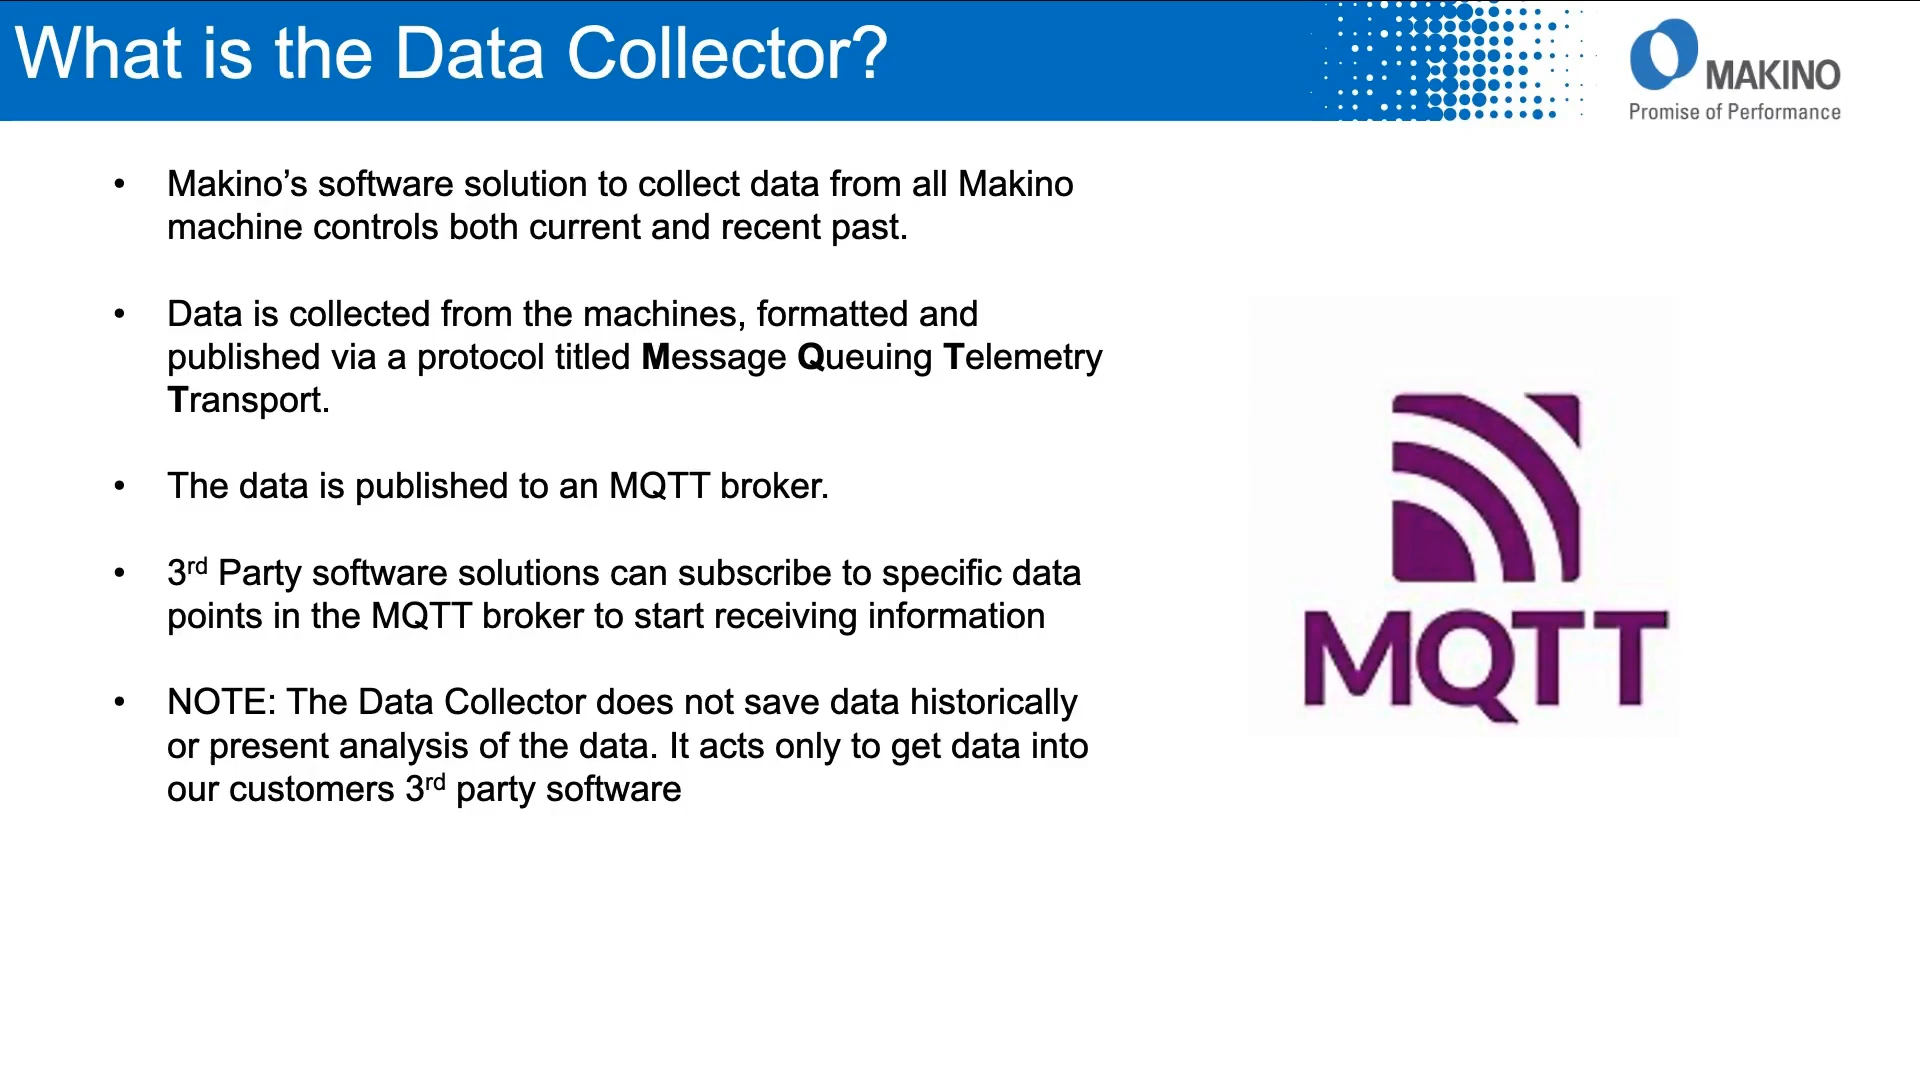 What is the Data Collector?
MAKINO
Promise of Performance
• Makino’s software solution to collect data from all Makino
machine controls both current and recent past.
• Data is collected from the machines, formatted and
published via a protocol titled Message Queuing Telemetry
Transport.
• The data is published to an MQTT broker.
• 3rd Party software solutions can subscribe to specific data
points in the MQTT broker to start receiving information
• NOTE: The Data Collector does not save data historically
or present analysis of the data. It acts only to get data into
our customers 3rd party software
MQTT